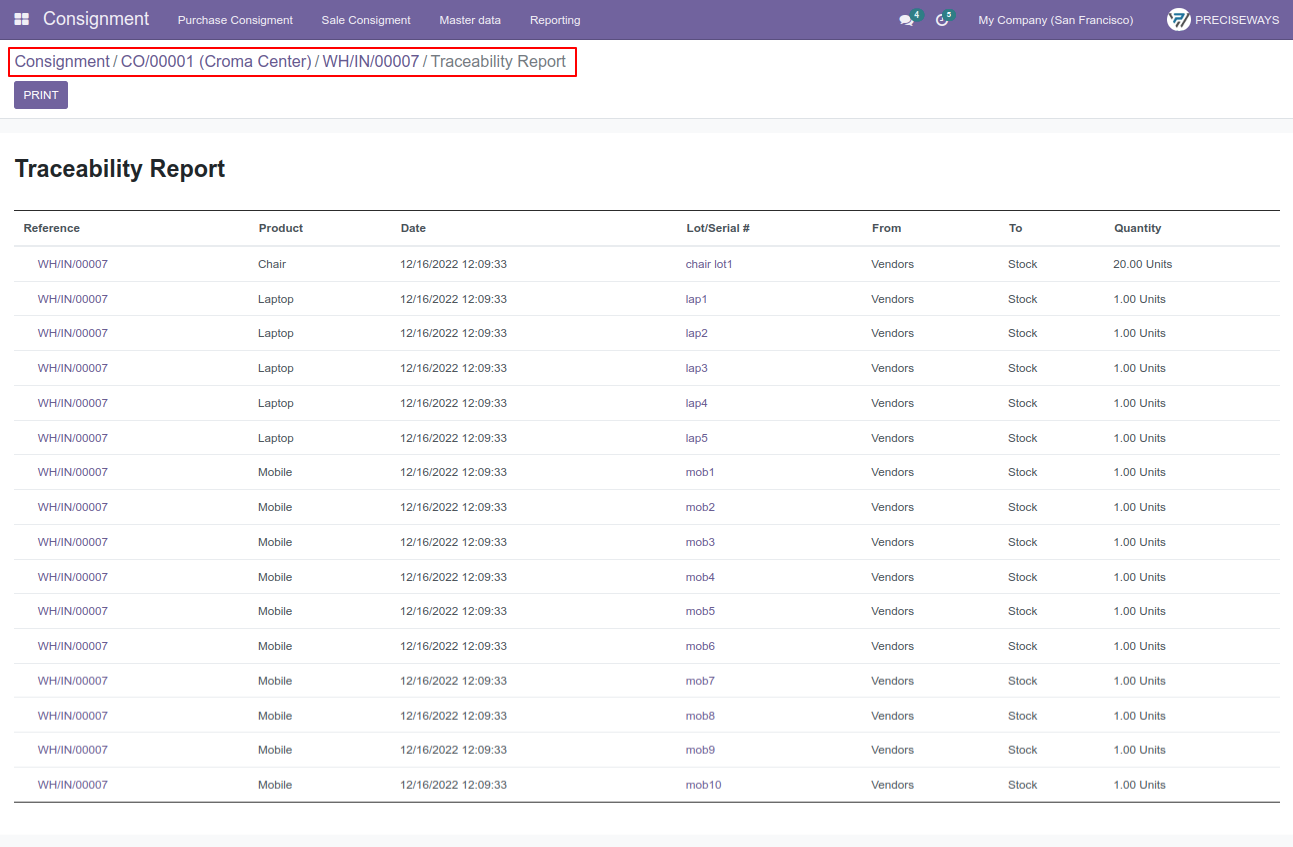 Consignment Purchase Consigment Sale Consigment Master data Reporting 4 5 My Company (San Francisco) PRECISEWAYS
Consignment / CO/00001 (Croma Center) / WH/IN/00007 / Traceability Report
PRINT
Traceability Report
Reference Product Date Lot/Serial # From To Quantity
WH/IN/00007 Chair 12/16/2022 12:09:33 chair lot1 Vendors Stock 20.00 Units
WH/IN/00007 Laptop 12/16/2022 12:09:33 lap1 Vendors Stock 1.00 Units
WH/IN/00007 Laptop 12/16/2022 12:09:33 lap2 Vendors Stock 1.00 Units
WH/IN/00007 Laptop 12/16/2022 12:09:33 lap3 Vendors Stock 1.00 Units
WH/IN/00007 Laptop 12/16/2022 12:09:33 lap4 Vendors Stock 1.00 Units
WH/IN/00007 Laptop 12/16/2022 12:09:33 lap5 Vendors Stock 1.00 Units
WH/IN/00007 Mobile 12/16/2022 12:09:33 mob1 Vendors Stock 1.00 Units
WH/IN/00007 Mobile 12/16/2022 12:09:33 mob2 Vendors Stock 1.00 Units
WH/IN/00007 Mobile 12/16/2022 12:09:33 mob3 Vendors Stock 1.00 Units
WH/IN/00007 Mobile 12/16/2022 12:09:33 mob4 Vendors Stock 1.00 Units
WH/IN/00007 Mobile 12/16/2022 12:09:33 mob5 Vendors Stock 1.00 Units
WH/IN/00007 Mobile 12/16/2022 12:09:33 mob6 Vendors Stock 1.00 Units
WH/IN/00007 Mobile 12/16/2022 12:09:33 mob7 Vendors Stock 1.00 Units
WH/IN/00007 Mobile 12/16/2022 12:09:33 mob8 Vendors Stock 1.00 Units
WH/IN/00007 Mobile 12/16/2022 12:09:33 mob9 Vendors Stock 1.00 Units
WH/IN/00007 Mobile 12/16/2022 12:09:33 mob10 Vendors Stock 1.00 Units